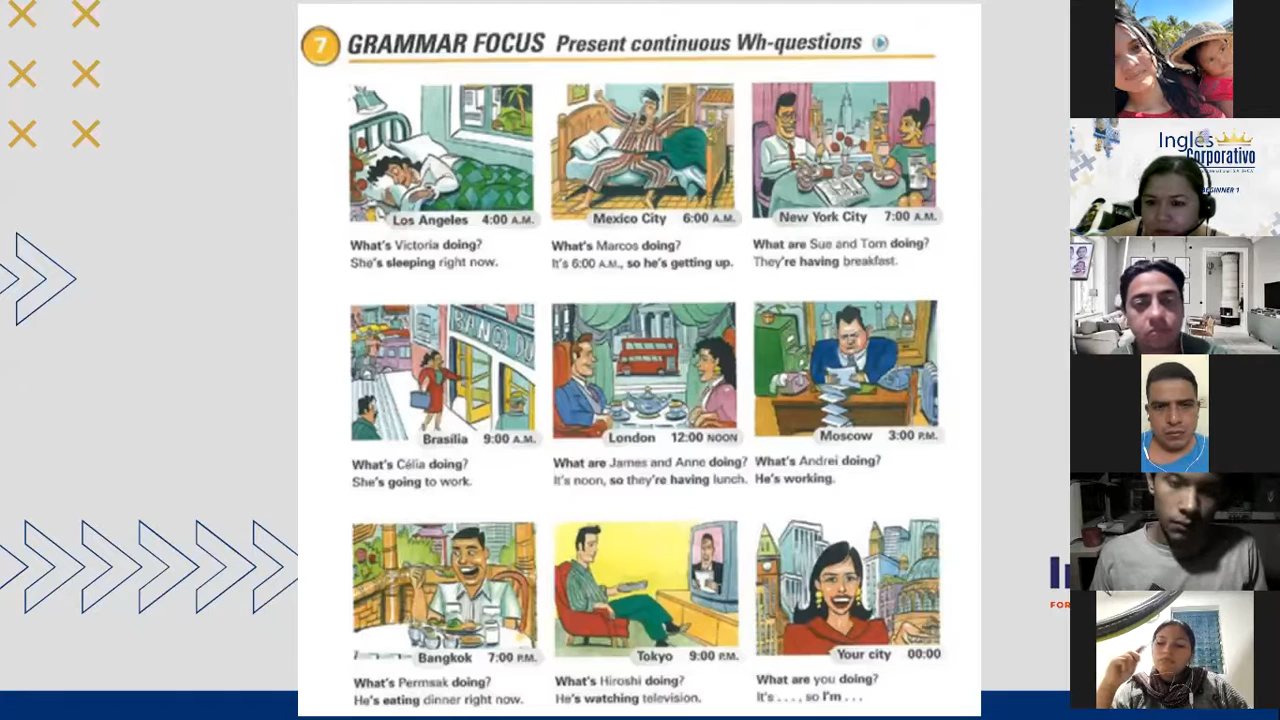 7 GRAMMAR FOCUS Present continuous Wh-questions
Los Angeles 4:00 A.M.
What's Victoria doing?
She's sleeping right now.
Mexico City 6:00 A.M.
What's Marcos doing?
It's 6:00 A.M., so he's getting up.
New York City 7:00 A.M.
What are Sue and Tom doing?
They're having breakfast.
BANCO DU
Brasília 9:00 A.M.
What's Célia doing?
She's going to work.
London 12:00 NOON
What are James and Anne doing?
It's noon, so they're having lunch.
Moscow 3:00 P.M.
What's Andrei doing?
He's working.
Bangkok 7:00 P.M.
What's Permsak doing?
He's eating dinner right now.
Tokyo 9:00 P.M.
What's Hiroshi doing?
He's watching television.
Your city 00:00
What are you doing?
It's . . . , so I'm . . .
Inglés
Corporativo
BEGINNER 1
FOR